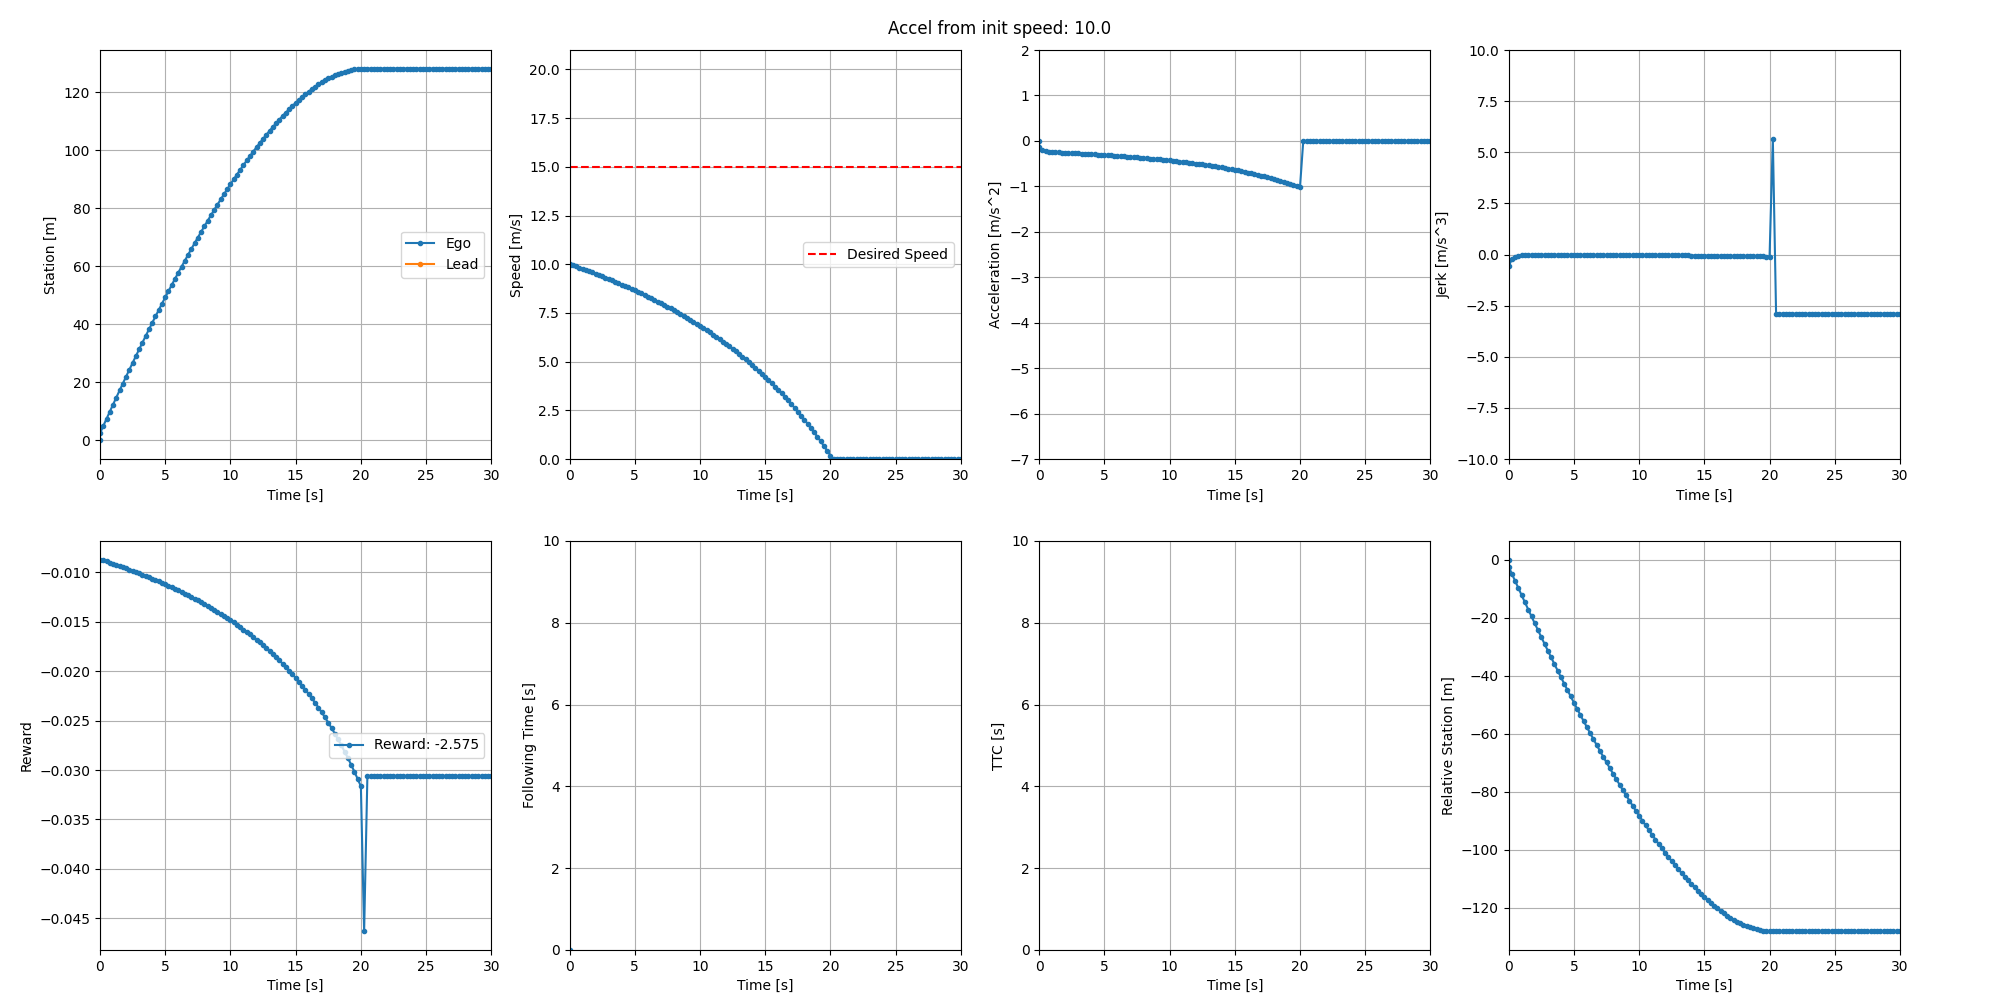 Accel from init speed: 10.0
Station [m]
120
100
80
60
40
20
0
Ego
Lead
0 5 10 15 20 25 30
Time [s]
Speed [m/s]
20.0
17.5
15.0
12.5
10.0
7.5
5.0
2.5
0.0
Desired Speed
0 5 10 15 20 25 30
Time [s]
Acceleration [m/s^2]
2
1
0
−1
−2
−3
−4
−5
−6
−7
0 5 10 15 20 25 30
Time [s]
Jerk [m/s^3]
10.0
7.5
5.0
2.5
0.0
−2.5
−5.0
−7.5
−10.0
0 5 10 15 20 25 30
Time [s]
Reward
−0.010
−0.015
−0.020
−0.025
−0.030
−0.035
−0.040
−0.045
Reward: -2.575
0 5 10 15 20 25 30
Time [s]
Following Time [s]
10
8
6
4
2
0
0 5 10 15 20 25 30
Time [s]
TTC [s]
10
8
6
4
2
0
0 5 10 15 20 25 30
Time [s]
Relative Station [m]
0
−20
−40
−60
−80
−100
−120
0 5 10 15 20 25 30
Time [s]